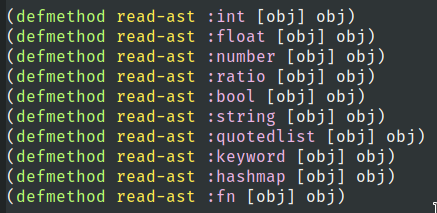 (defmethod read-ast :int [obj] obj)
(defmethod read-ast :float [obj] obj)
(defmethod read-ast :number [obj] obj)
(defmethod read-ast :ratio [obj] obj)
(defmethod read-ast :bool [obj] obj)
(defmethod read-ast :string [obj] obj)
(defmethod read-ast :quotedlist [obj] obj)
(defmethod read-ast :keyword [obj] obj)
(defmethod read-ast :hashmap [obj] obj)
(defmethod read-ast :fn [obj] obj)